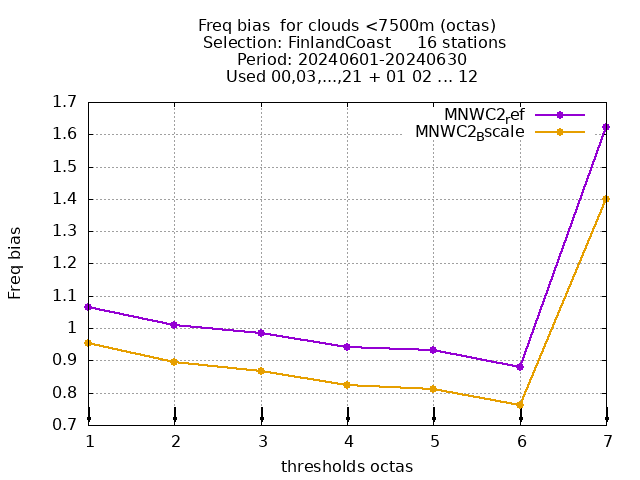 Freq bias  for clouds <7500m (octas)
Selection: FinlandCoast     16 stations
Period: 20240601-20240630
Used 00,03,...,21 + 01 02 ... 12
MNWC2ref
MNWC2Bscale
1.7
1.6
1.5
1.4
1.3
1.2
1.1
1
0.9
0.8
0.7
Freq bias
1 2 3 4 5 6 7
thresholds octas